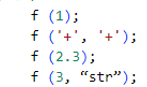 f (1);
f ('+', '+');
f (2.3);
f (3, “str”);